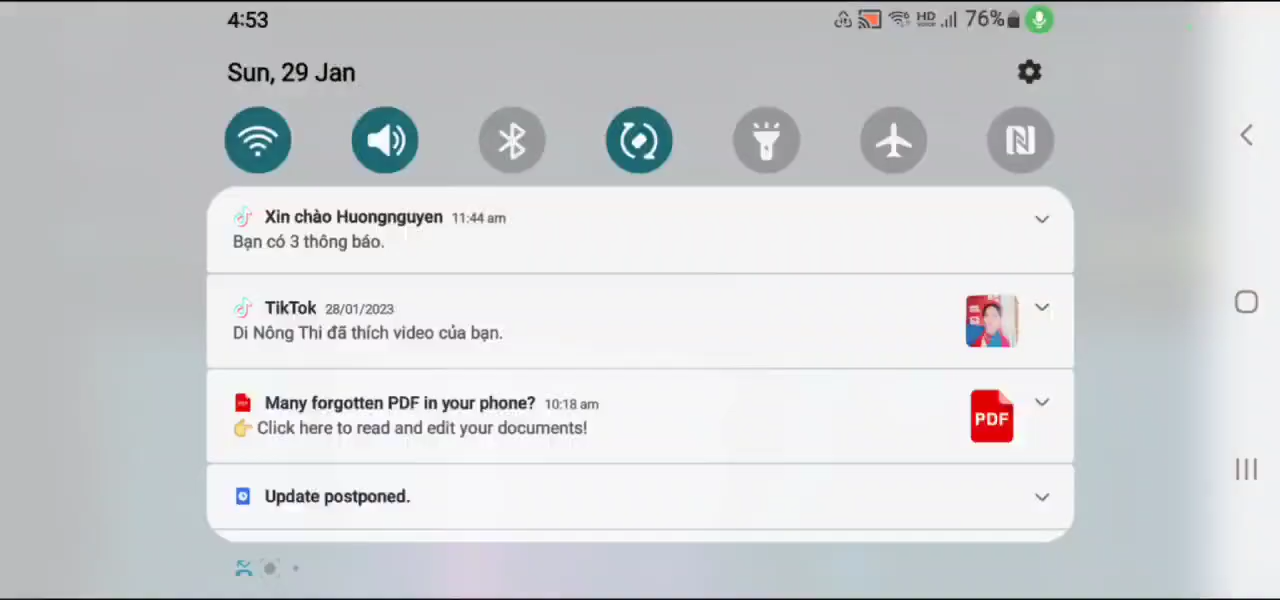 4:53
HD
VOICE
76%
Sun, 29 Jan
Xin chào Huongnguyen 11:44 am
Bạn có 3 thông báo.
TikTok 28/01/2023
Di Nông Thi đã thích video của bạn.
Many forgotten PDF in your phone? 10:18 am
👉 Click here to read and edit your documents!
PDF
Update postponed.